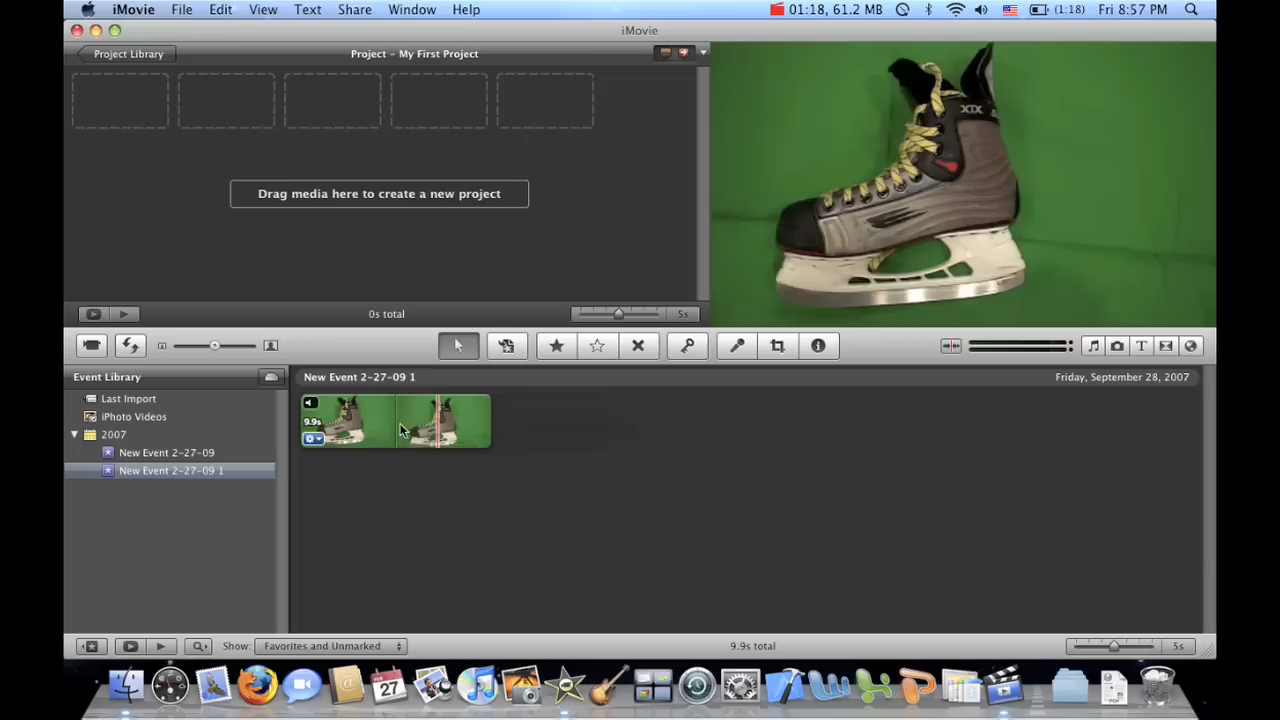 iMovie File Edit View Text Share Window Help 01:18, 61.2 MB (1:18) Fri 8:57 PM
iMovie
Project Library Project - My First Project
XIX
Drag media here to create a new project
0s total 5s
Event Library New Event 2-27-09 1 Friday, September 28, 2007
Last Import
iPhoto Videos
2007
New Event 2-27-09
New Event 2-27-09 1
9.9s
Show: Favorites and Unmarked 9.9s total 5s
27
PDF